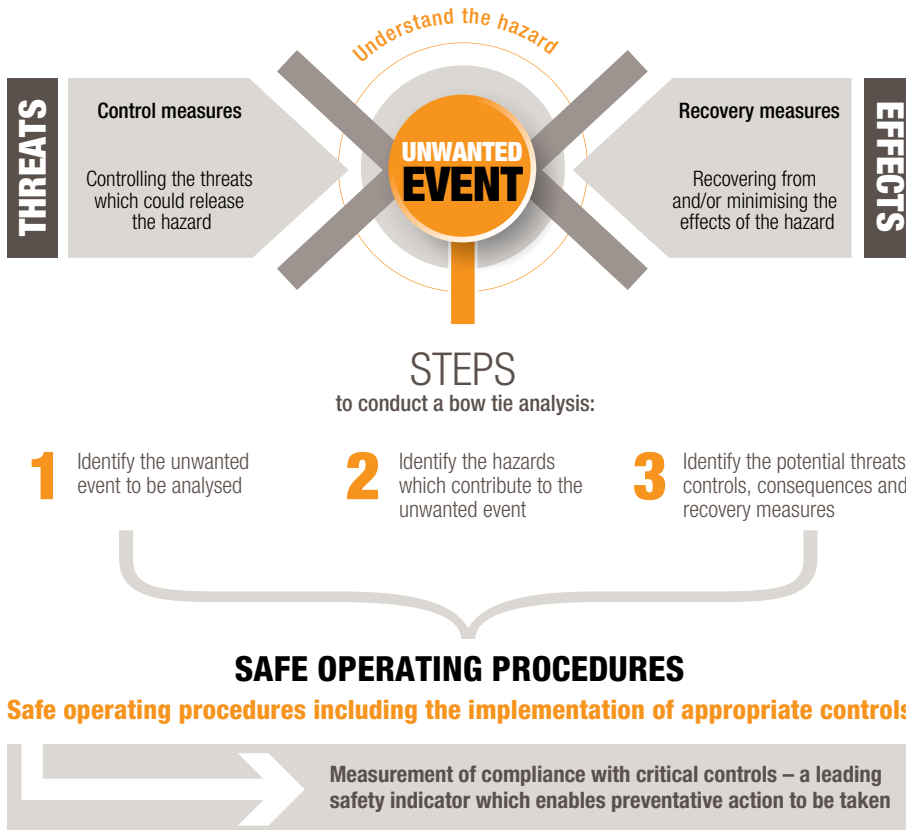 Understand the hazard
THREATS
Control measures
Controlling the threats
which could release
the hazard
UNWANTED
EVENT
Recovery measures
Recovering from
and/or minimising the
effects of the hazard
EFFECTS
STEPS
to conduct a bow tie analysis:
1
Identify the unwanted
event to be analysed
2
Identify the hazards
which contribute to the
unwanted event
3
Identify the potential threats
controls, consequences and
recovery measures
SAFE OPERATING PROCEDURES
Safe operating procedures including the implementation of appropriate controls
Measurement of compliance with critical controls – a leading
safety indicator which enables preventative action to be taken